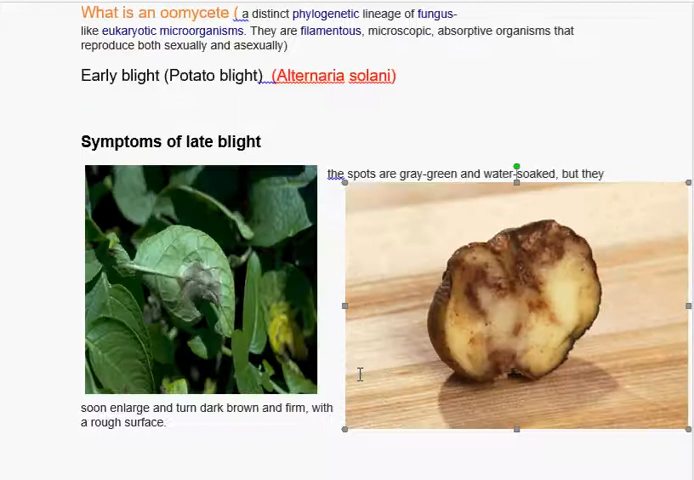 What is an oomycete ( a distinct phylogenetic lineage of fungus-
like eukaryotic microorganisms. They are filamentous, microscopic, absorptive organisms that
reproduce both sexually and asexually)
Early blight (Potato blight) (Alternaria solani)
Symptoms of late blight
the spots are gray-green and water-soaked, but they
soon enlarge and turn dark brown and firm, with
a rough surface.